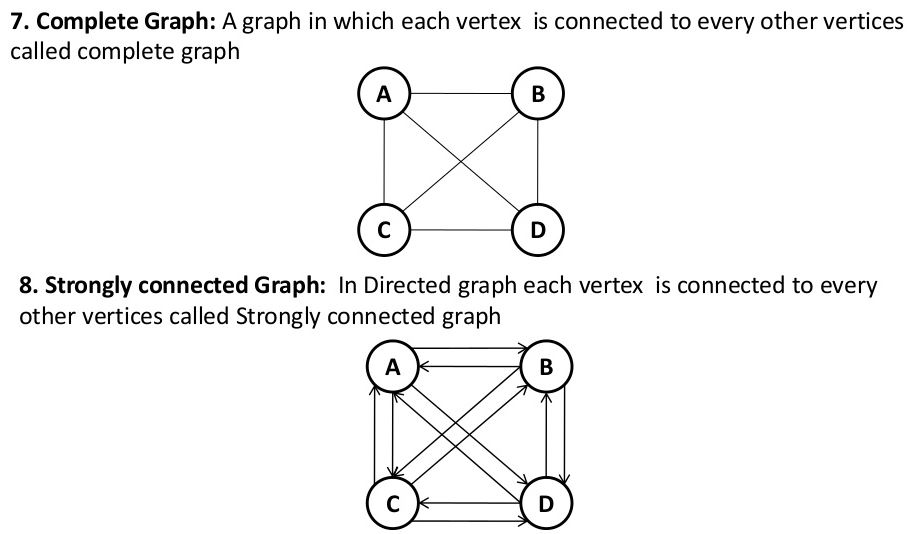 7. Complete Graph: A graph in which each vertex is connected to every other vertices
called complete graph
A B
C D
8. Strongly connected Graph: In Directed graph each vertex is connected to every
other vertices called Strongly connected graph
A B
C D